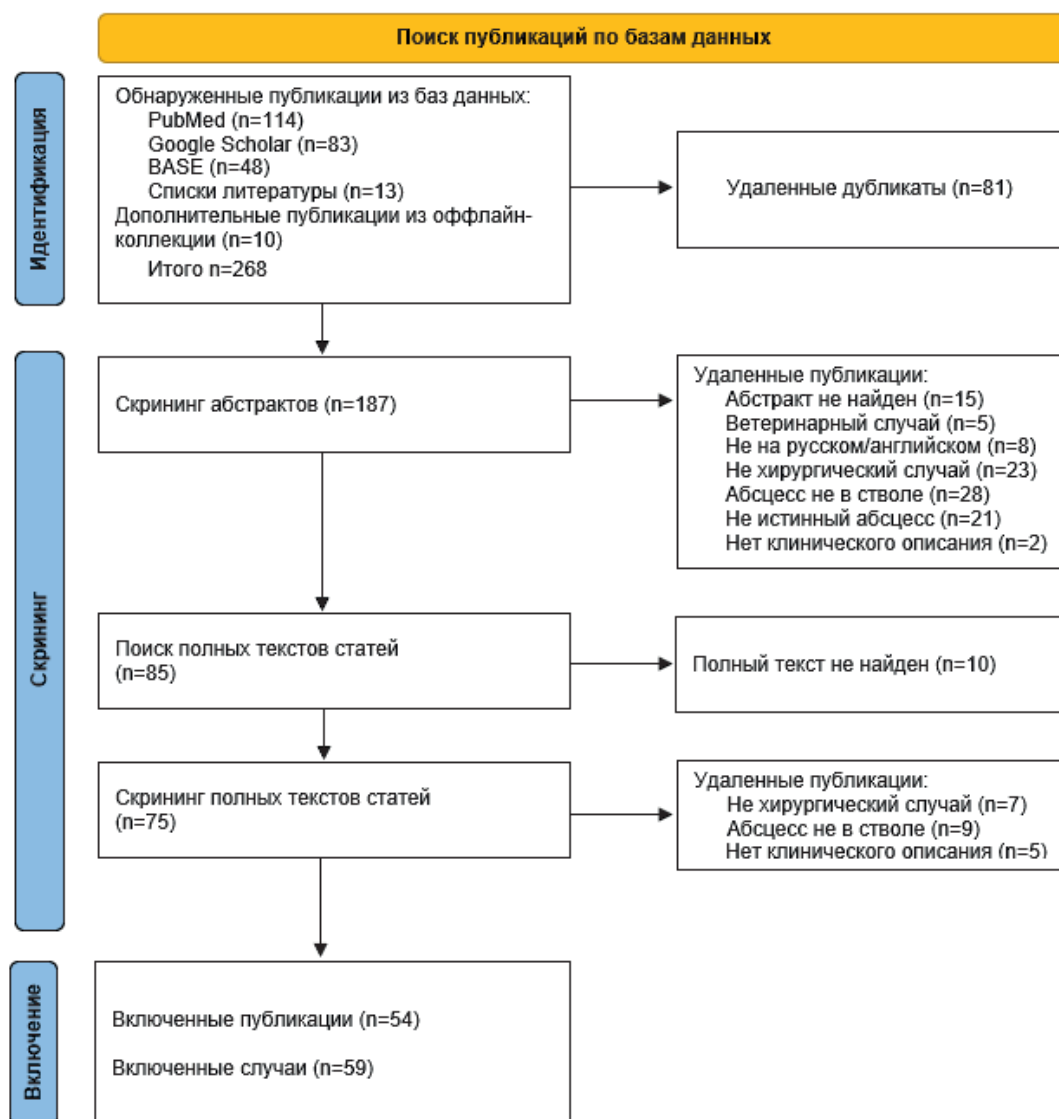 Поиск публикаций по базам данных
Идентификация
Обнаруженные публикации из баз данных:
PubMed (n=114)
Google Scholar (n=83)
BASE (n=48)
Списки литературы (n=13)
Дополнительные публикации из оффлайн-
коллекции (n=10)
Итого n=268
Удаленные дубликаты (n=81)
Скрининг
Скрининг абстрактов (n=187)
Удаленные публикации:
Абстракт не найден (n=15)
Ветеринарный случай (n=5)
Не на русском/английском (n=8)
Не хирургический случай (n=23)
Абсцесс не в стволе (n=28)
Не истинный абсцесс (n=21)
Нет клинического описания (n=2)
Поиск полных текстов статей
(n=85)
Полный текст не найден (n=10)
Скрининг полных текстов статей
(n=75)
Удаленные публикации:
Не хирургический случай (n=7)
Абсцесс не в стволе (n=9)
Нет клинического описания (n=5)
Включение
Включенные публикации (n=54)
Включенные случаи (n=59)